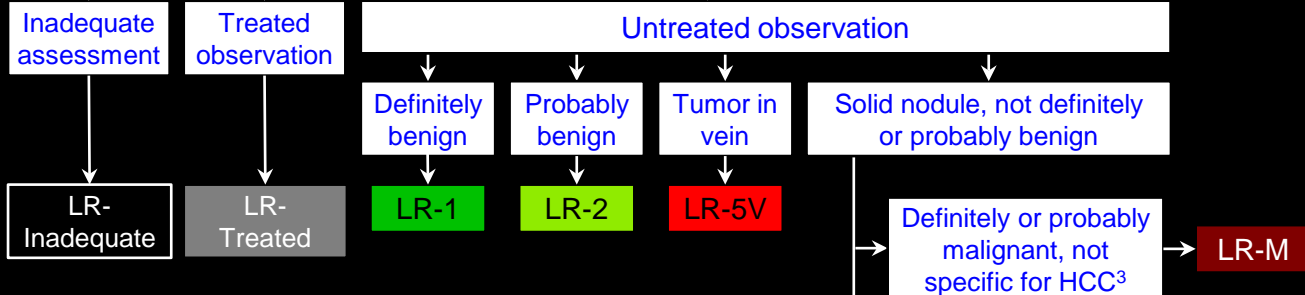 Inadequate
assessment
Treated
observation
Untreated observation
Definitely
benign
Probably
benign
Tumor in
vein
Solid nodule, not definitely
or probably benign
LR-
Inadequate
LR-
Treated
LR-1
LR-2
LR-5V
Definitely or probably
malignant, not
specific for HCC³
LR-M